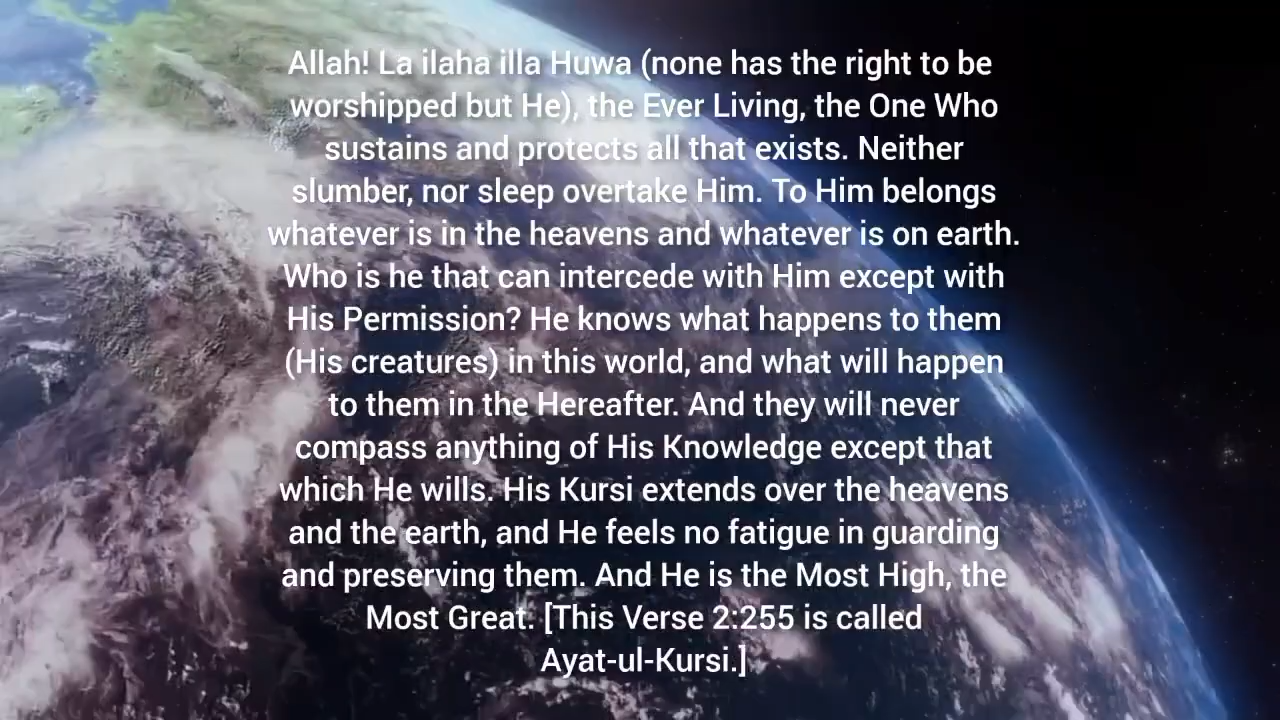 Allah! La ilaha illa Huwa (none has the right to be
worshipped but He), the Ever Living, the One Who
sustains and protects all that exists. Neither
slumber, nor sleep overtake Him. To Him belongs
whatever is in the heavens and whatever is on earth.
Who is he that can intercede with Him except with
His Permission? He knows what happens to them
(His creatures) in this world, and what will happen
to them in the Hereafter. And they will never
compass anything of His Knowledge except that
which He wills. His Kursi extends over the heavens
and the earth, and He feels no fatigue in guarding
and preserving them. And He is the Most High, the
Most Great. [This Verse 2:255 is called
Ayat-ul-Kursi.]